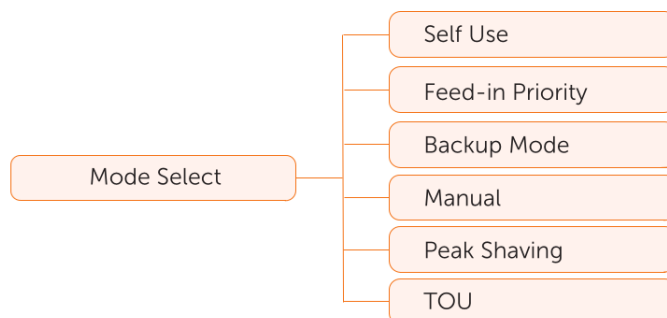 Self Use
Feed-in Priority
Backup Mode
Mode Select
Manual
Peak Shaving
TOU